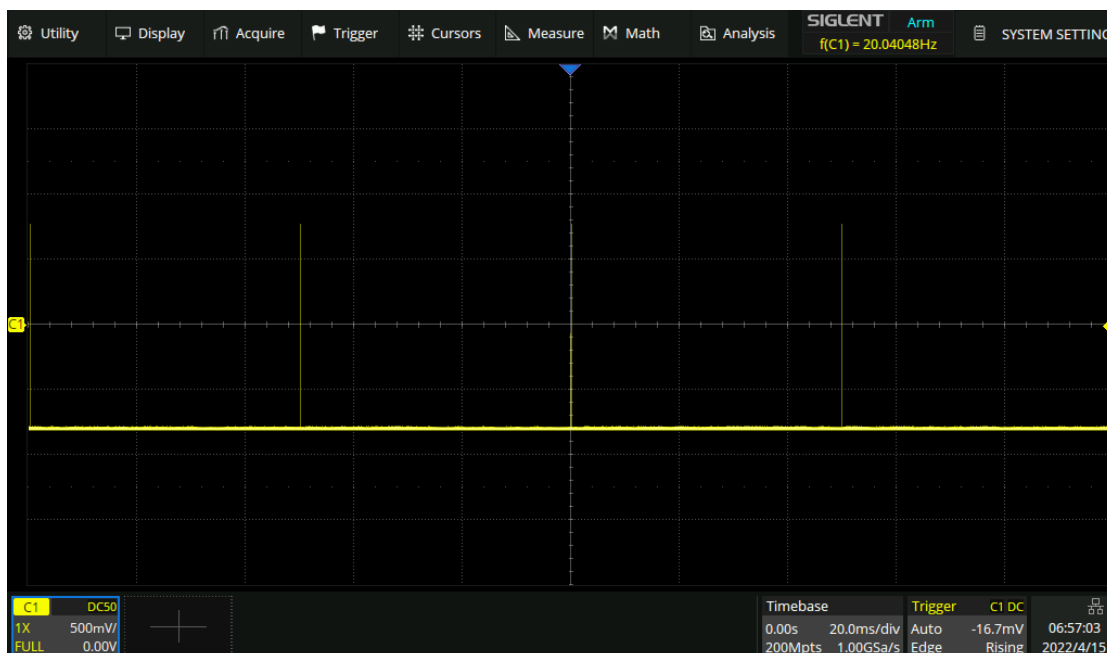 Utility Display Acquire Trigger Cursors Measure Math Analysis
SIGLENT Arm
f(C1) = 20.04048Hz
SYSTEM SETTING
C1
C1 DC50
1X 500mV/
FULL 0.00V
Timebase
0.00s 20.0ms/div
200Mpts 1.00GSa/s
Trigger C1 DC
Auto -16.7mV
Edge Rising
06:57:03
2022/4/15